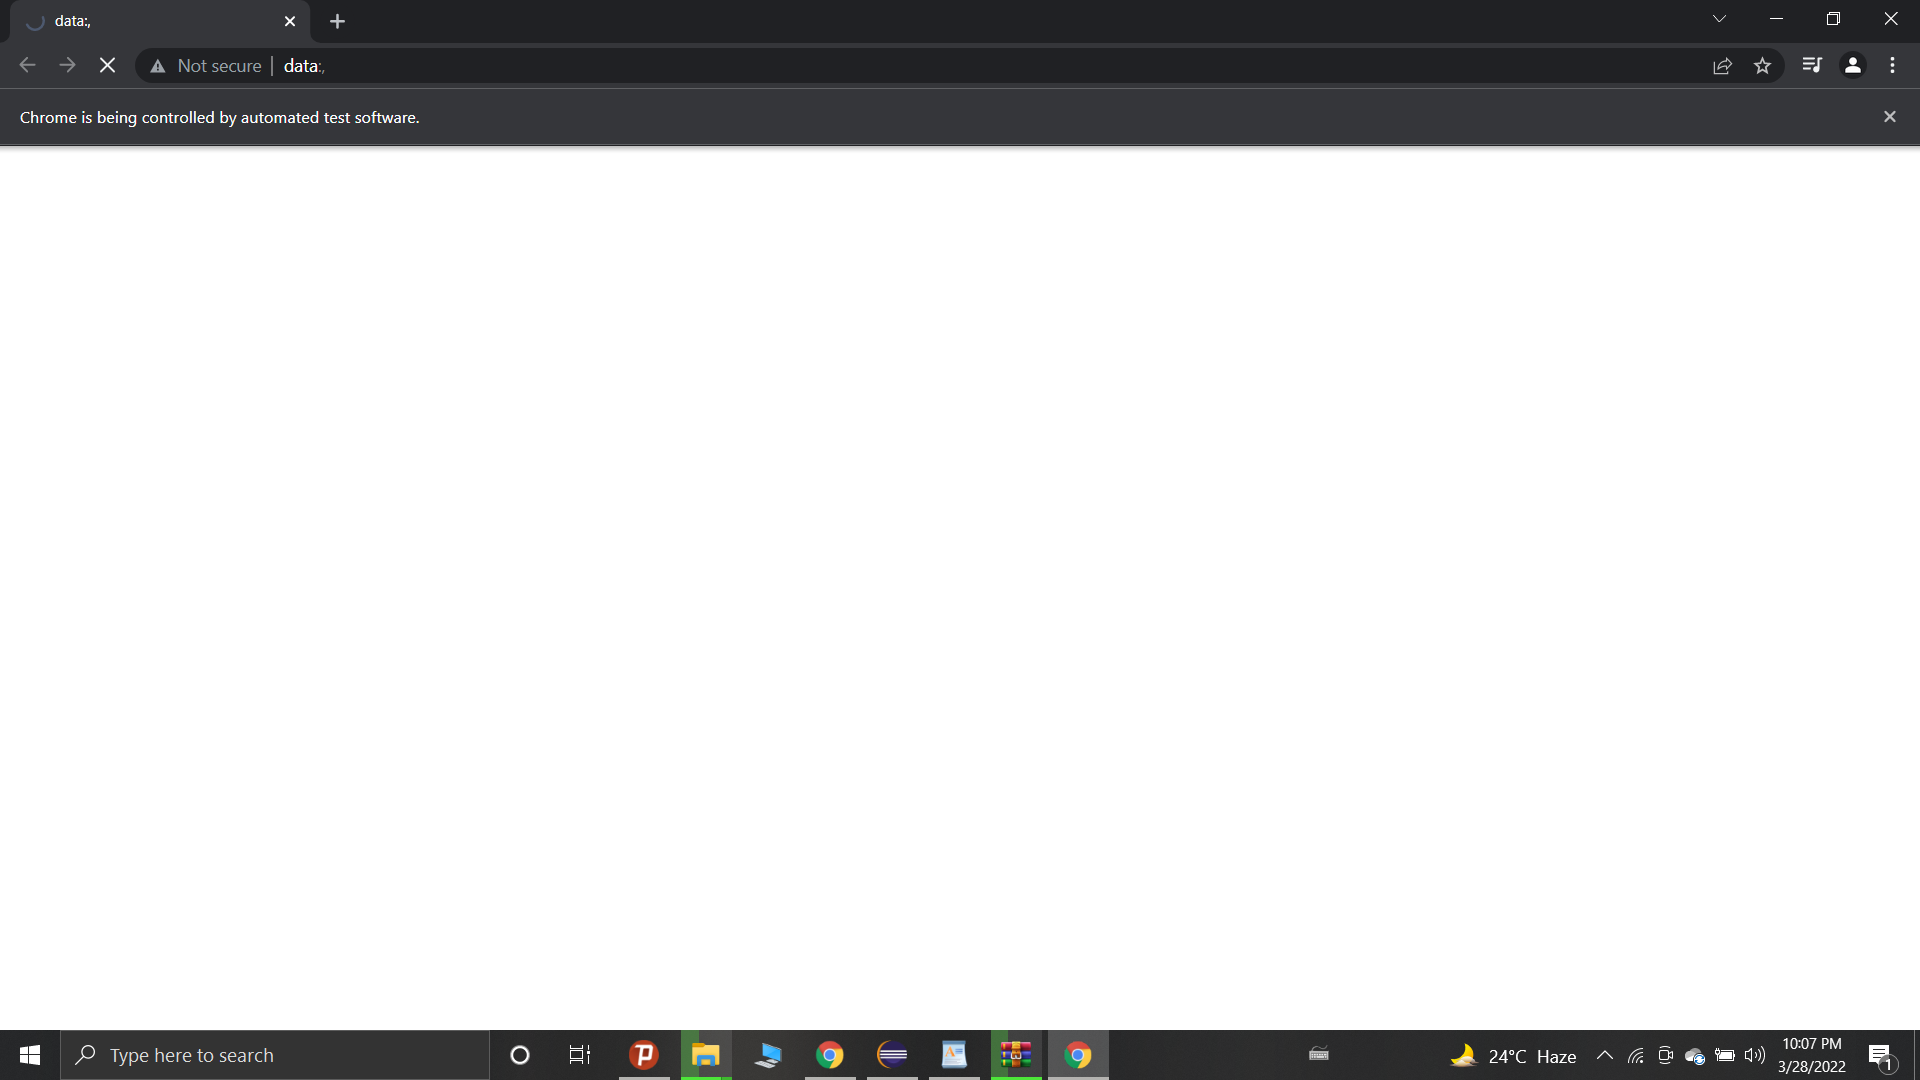 data:,
Not secure | data:,
Chrome is being controlled by automated test software.
Type here to search
24°C Haze
10:07 PM
3/28/2022
1